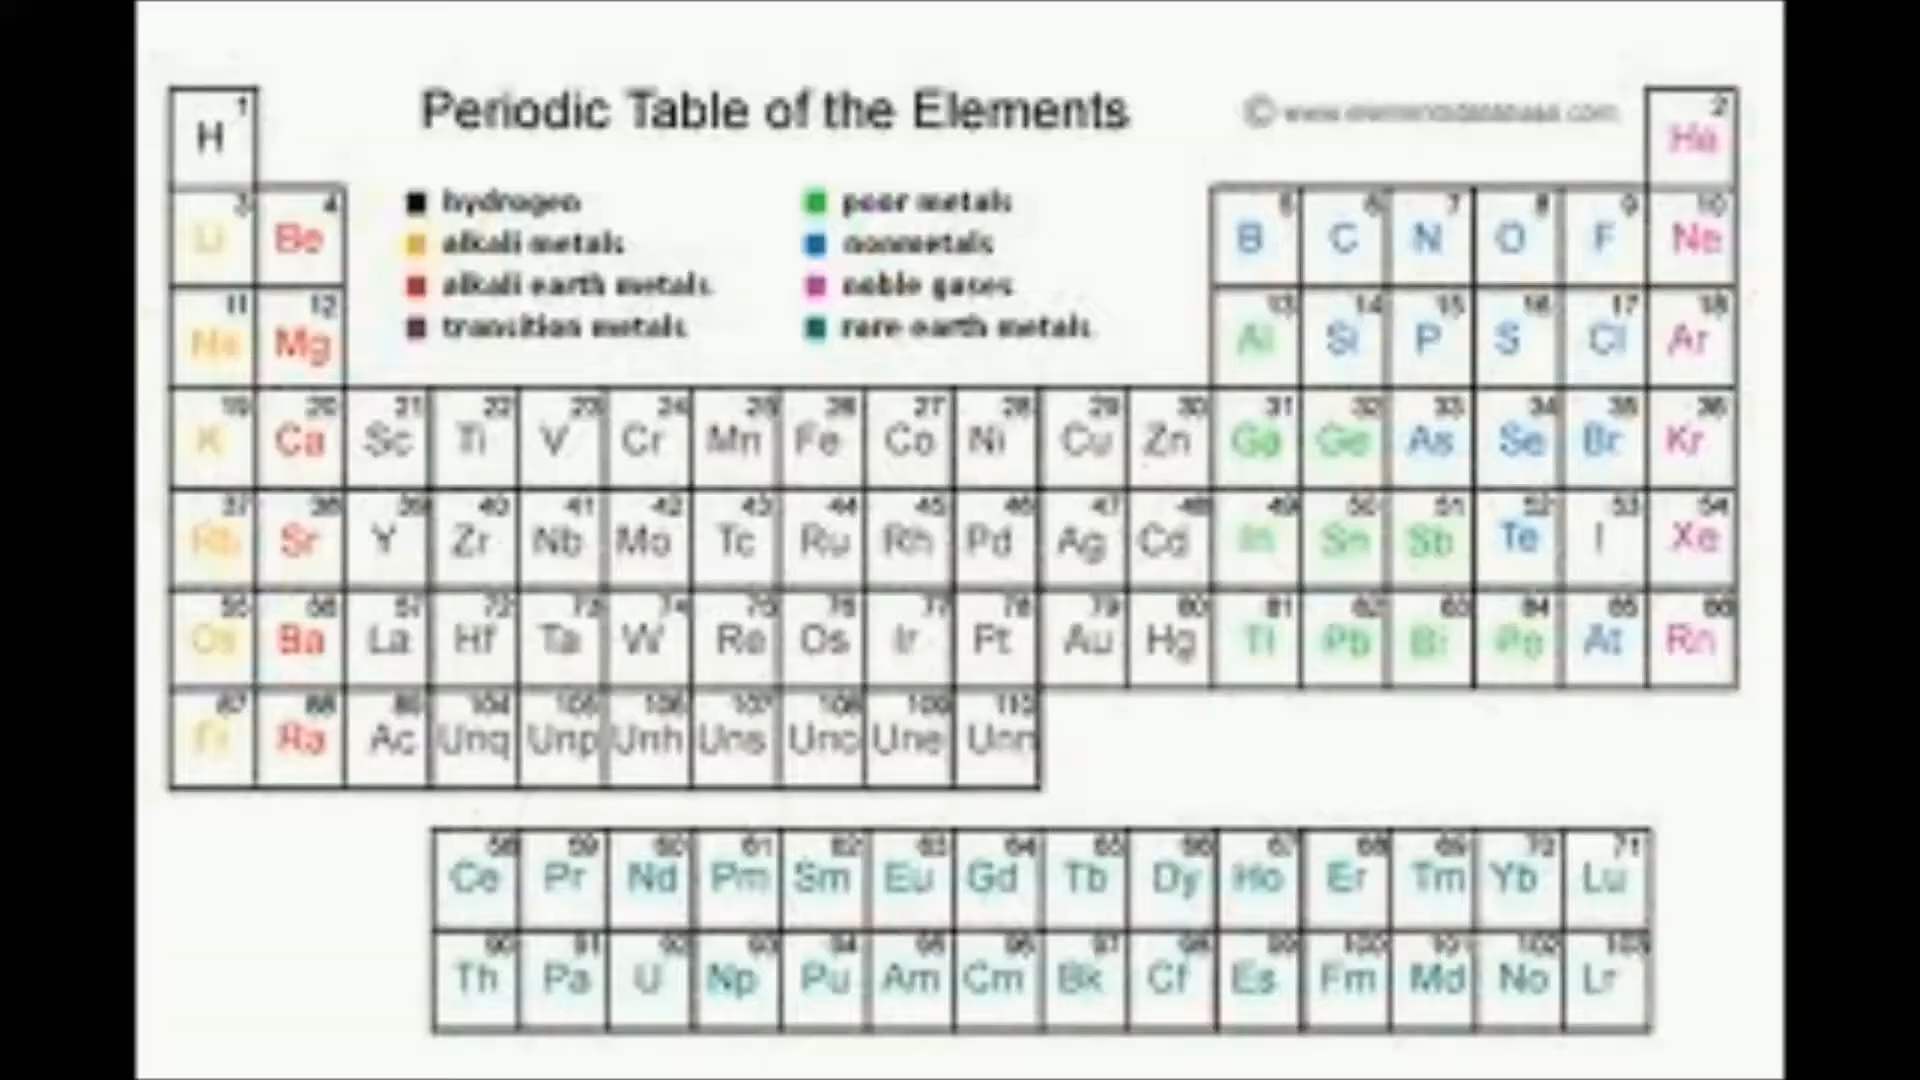 Periodic Table of the Elements
hydrogen
alkali metals
alkali earth metals
transition metals
poor metals
nonmetals
noble gases
rare earth metals
1 2
H He
3 4 5 6 7 8 9 10
Li Be B C N O F Ne
11 12 13 14 15 16 17 18
Na Mg Al Si P S Cl Ar
19 20 21 22 23 24 25 26 27 28 29 30 31 32 33 34 35 36
K Ca Sc Ti V Cr Mn Fe Co Ni Cu Zn Ga Ge As Se Br Kr
37 38 39 40 41 42 43 44 45 46 47 48 49 50 51 52 53 54
Rb Sr Y Zr Nb Mo Tc Ru Rh Pd Ag Cd In Sn Sb Te I Xe
55 56 57 72 73 74 75 76 77 78 79 80 81 82 83 84 85 86
Cs Ba La Hf Ta W Re Os Ir Pt Au Hg Tl Pb Bi Po At Rn
87 88 89 104 105 106 107 108 109 110
Fr Ra Ac Unq Unp Unh Uns Uno Une Unn
58 59 60 61 62 63 64 65 66 67 68 69 70 71
Ce Pr Nd Pm Sm Eu Gd Tb Dy Ho Er Tm Yb Lu
90 91 92 93 94 95 96 97 98 99 100 101 102 103
Th Pa U Np Pu Am Cm Bk Cf Es Fm Md No Lr